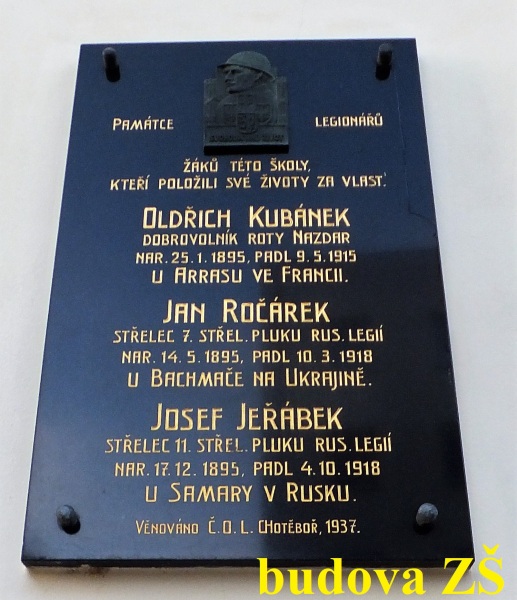 PAMÁTCE LEGIONÁŘŮ
ŽÁKŮ TÉTO ŠKOLY,
KTEŘÍ POLOŽILI SVÉ ŽIVOTY ZA VLAST.
OLDŘICH KUBÁNEK
DOBROVOLNÍK ROTY NAZDAR
NAR. 25.1.1895, PADL 9.5.1915
U ARRASU VE FRANCII.
JAN ROČÁREK
STŘELEC 7. STŘEL. PLUKU RUS. LEGIÍ
NAR. 14.5.1895, PADL 10.3.1918
U BACHMAČE NA UKRAJINĚ.
JOSEF JEŘÁBEK
STŘELEC 11. STŘEL. PLUKU RUS. LEGIÍ
NAR. 17.12.1895, PADL 4.10.1918
U SAMARY V RUSKU.
VĚNOVÁNO Č.O.L. CHOTĚBOŘ, 1937.
budova ZŠ